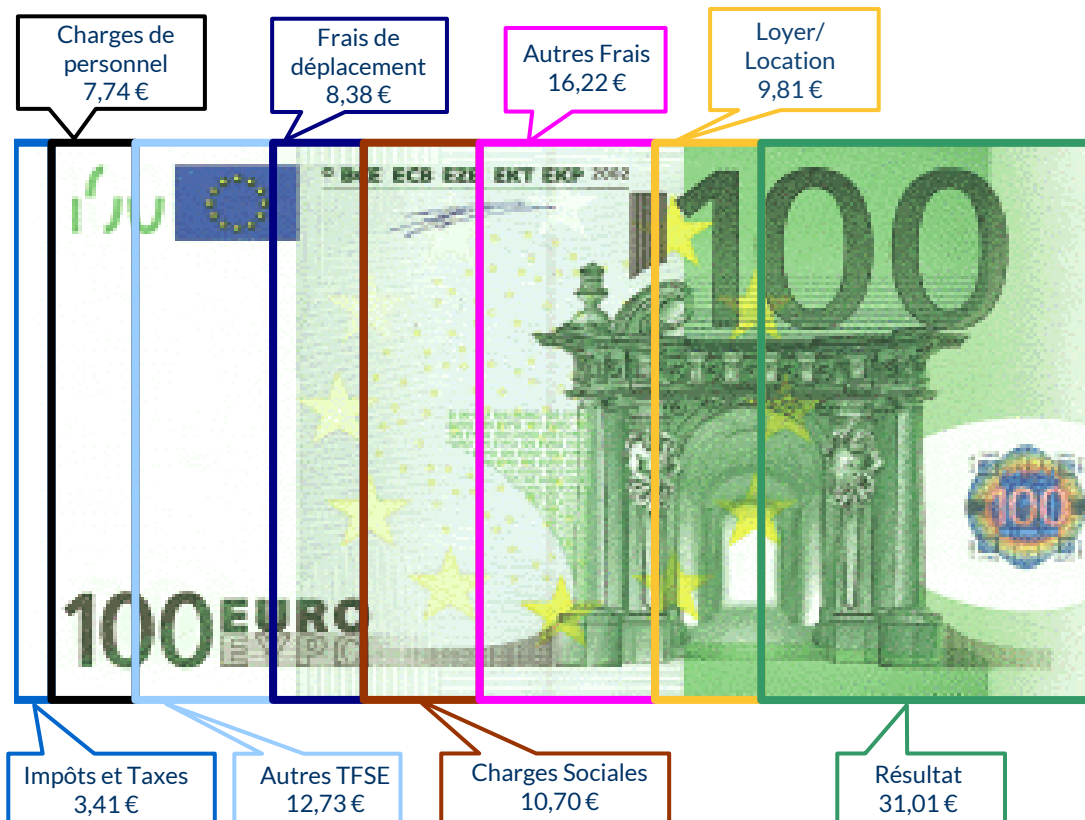 Charges de
personnel
7,74 €
Frais de
déplacement
8,38 €
Autres Frais
16,22 €
Loyer/
Location
9,81 €
© BCE ECB EZB EKT EKP 2002
100
100
100 EURO
ΕΥΡΩ
Impôts et Taxes
3,41 €
Autres TFSE
12,73 €
Charges Sociales
10,70 €
Résultat
31,01 €